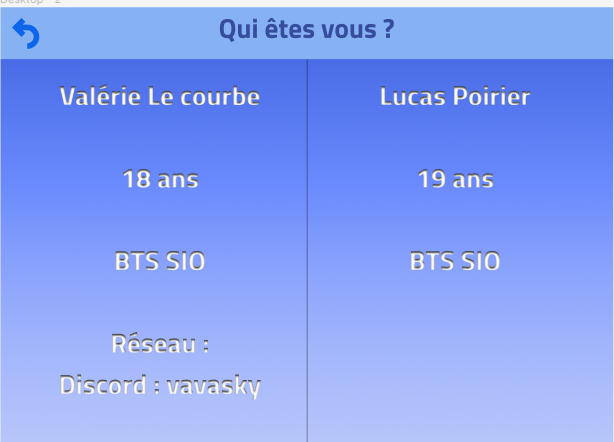 Desktop - 2
Qui êtes vous ?
Valérie Le courbe
18 ans
BTS SIO
Réseau :
Discord : vavasky
Lucas Poirier
19 ans
BTS SIO